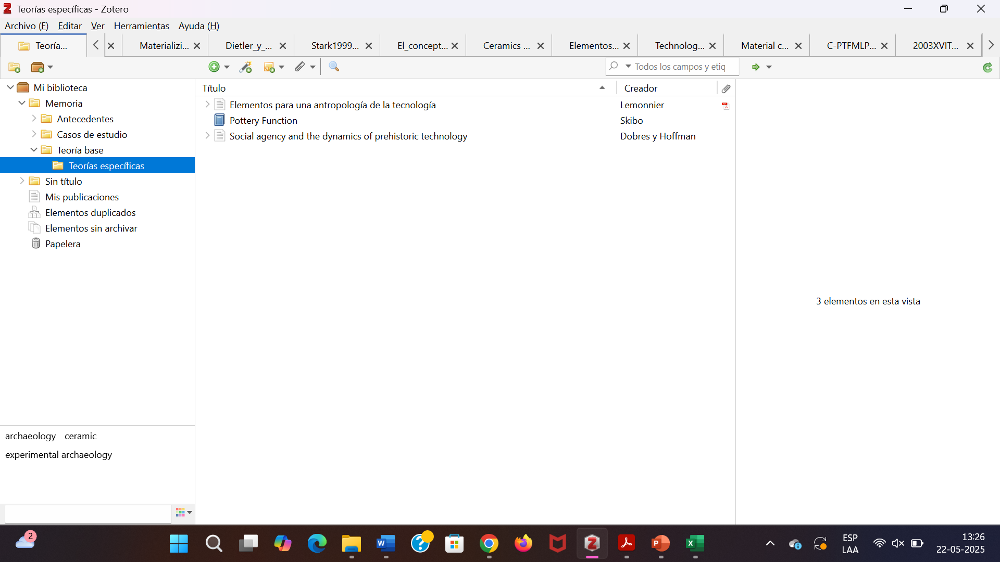 Teorías específicas - Zotero
Archivo (F) Editar Ver Herramientas Ayuda (H)
Teoría... Materializi... Dietler_y_... Stark1999... El_concept... Ceramics ... Elementos... Technolog... Material c... C-PTFMLP... 2003XVIT...
Todos los campos y etiq
Mi biblioteca
Memoria
Antecedentes
Casos de estudio
Teoría base
Teorías específicas
Sin título
Mis publicaciones
Elementos duplicados
Elementos sin archivar
Papelera
Título Creador
Elementos para una antropología de la tecnología Lemonnier
Pottery Function Skibo
Social agency and the dynamics of prehistoric technology Dobres y Hoffman
3 elementos en esta vista
archaeology ceramic
experimental archaeology
2
ESP
LAA
13:26
22-05-2025